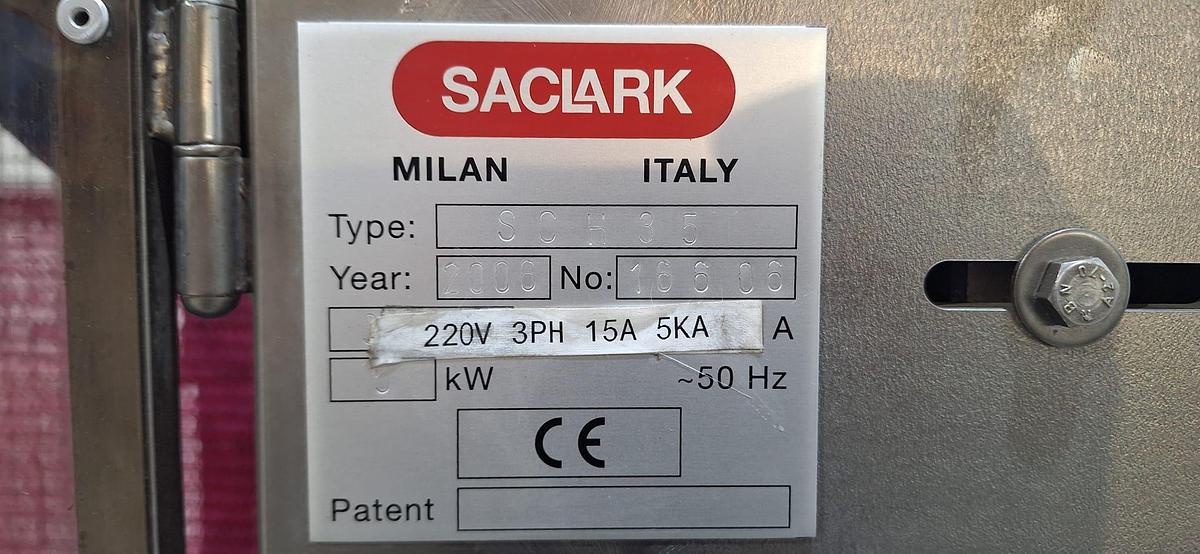 SACLARK
MILAN ITALY
Type: SCH35
Year: 2006 No: 16606
220V 3PH 15A 5KA A
kW ~50 Hz
CE
Patent